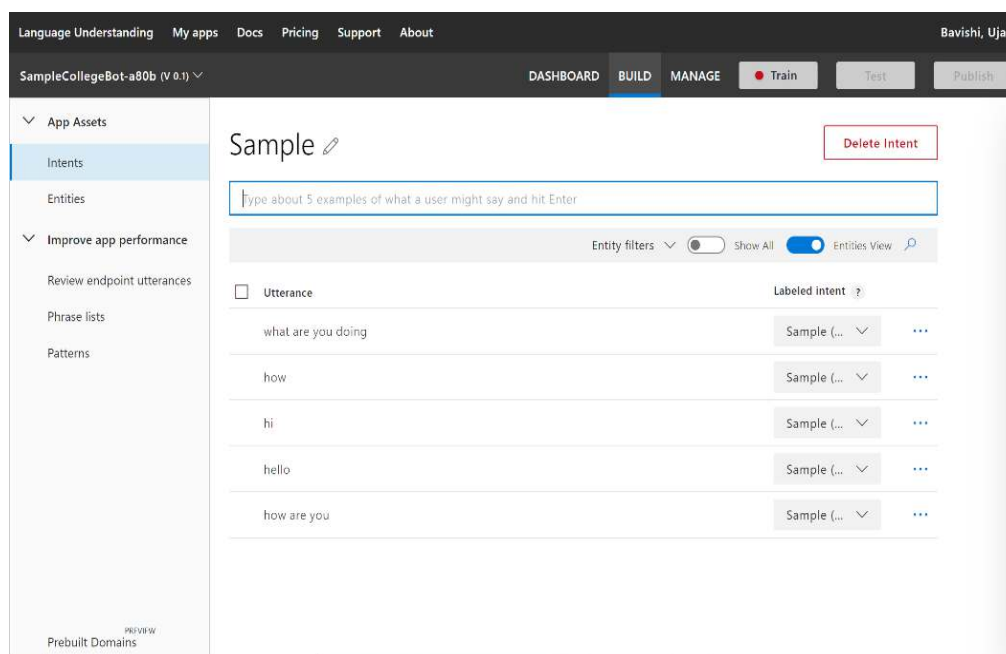 Language Understanding My apps Docs Pricing Support About Bavishi, Uja
SampleCollegeBot-a80b (V 0.1) DASHBOARD BUILD MANAGE Train Test Publish
App Assets
Intents
Entities
Improve app performance
Review endpoint utterances
Phrase lists
Patterns
PREVIEW
Prebuilt Domains
Sample
Delete Intent
Type about 5 examples of what a user might say and hit Enter
Entity filters Show All Entities View
Utterance Labeled intent ?
what are you doing Sample (... 
how Sample (...
hi Sample (...
hello Sample (...
how are you Sample (...